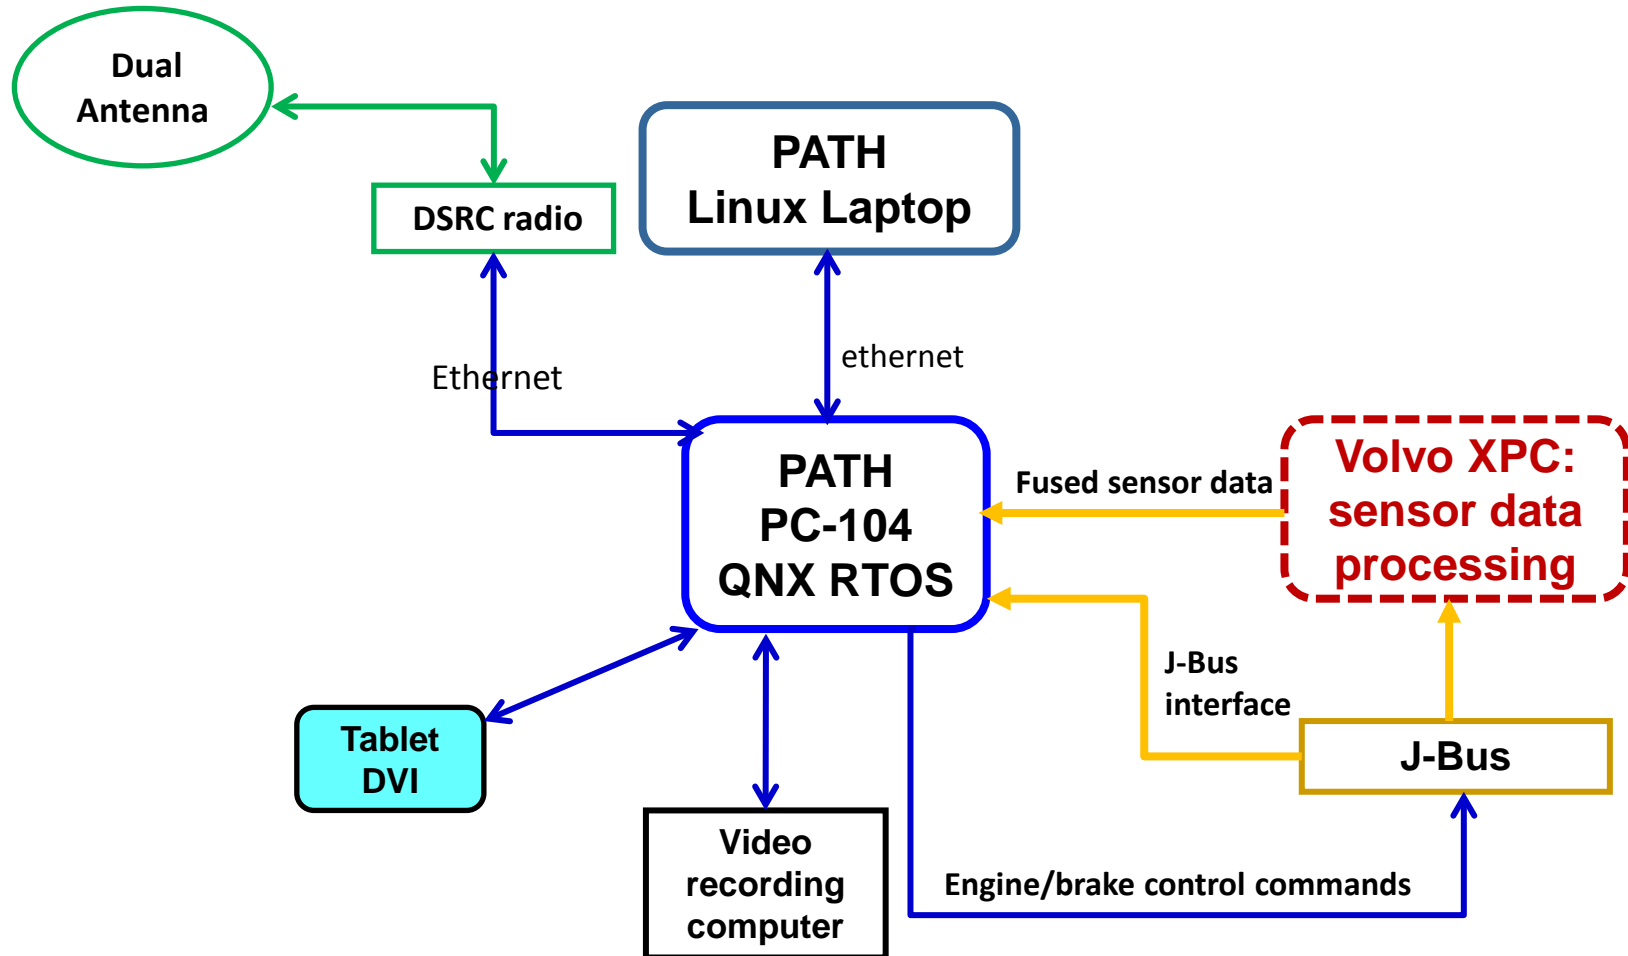 Dual
Antenna
DSRC radio
PATH
Linux Laptop
Ethernet
ethernet
PATH
PC-104
QNX RTOS
Fused sensor data
Volvo XPC:
sensor data
processing
J-Bus
interface
J-Bus
Tablet
DVI
Video
recording
computer
Engine/brake control commands